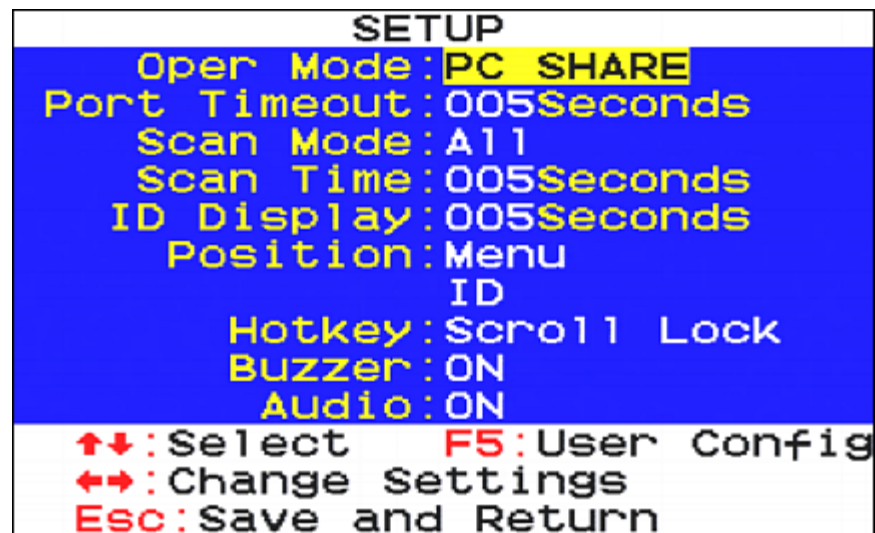 SETUP
Oper Mode:PC SHARE
Port Timeout:005Seconds
Scan Mode:All
Scan Time:005Seconds
ID Display:005Seconds
Position:Menu
ID
Hotkey:Scroll Lock
Buzzer:ON
Audio:ON
↑↓:Select F5:User Config
←→:Change Settings
Esc:Save and Return